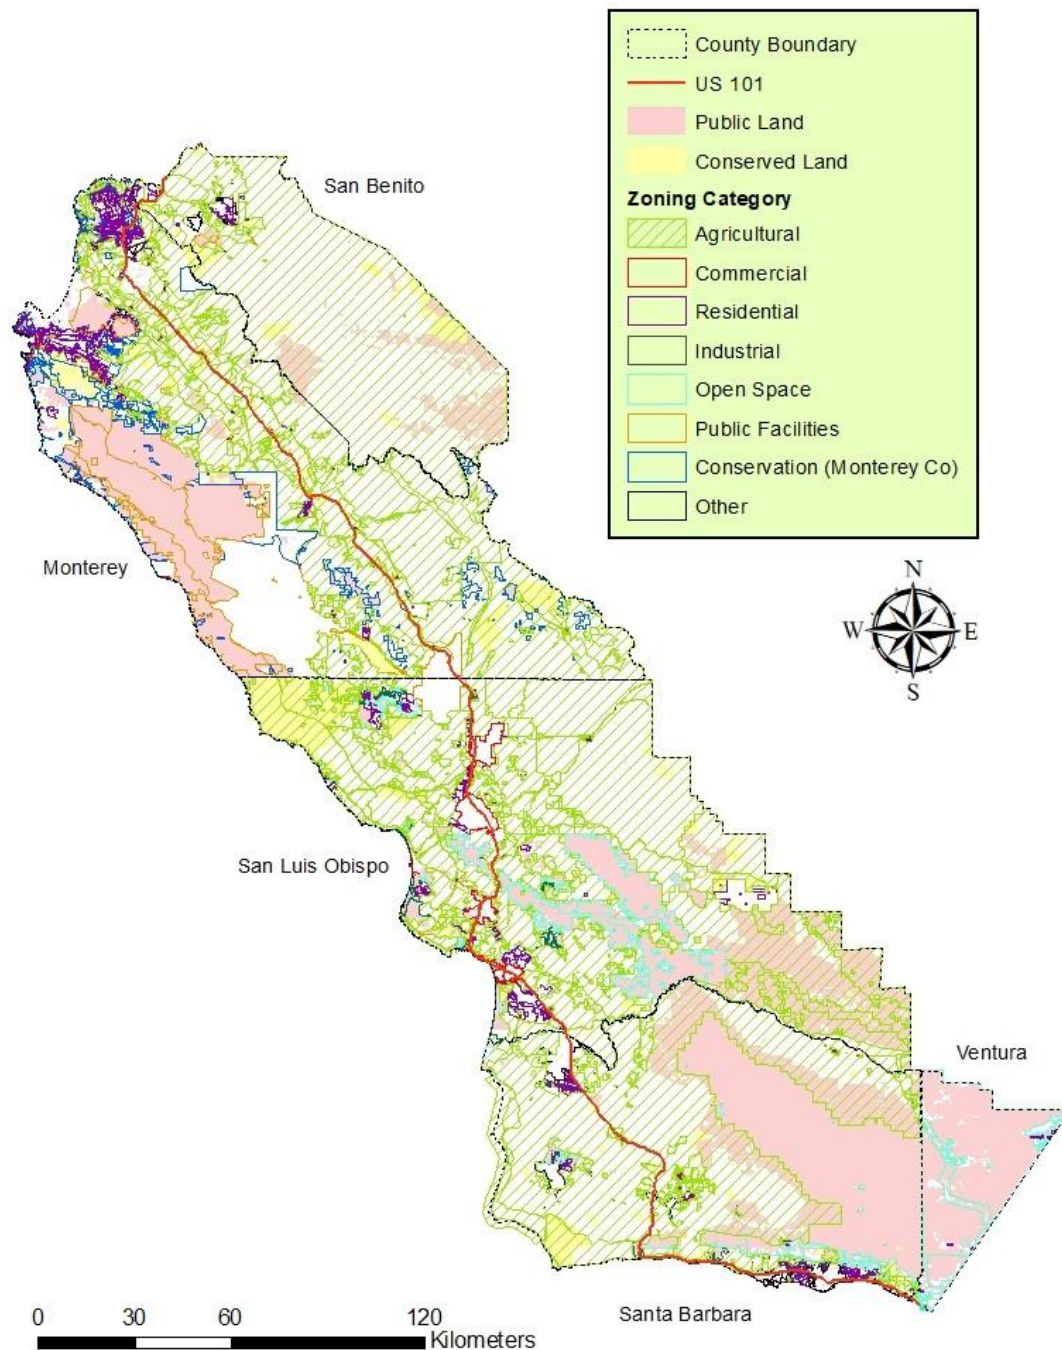 County Boundary
US 101
Public Land
Conserved Land
Zoning Category
Agricultural
Commercial
Residential
Industrial
Open Space
Public Facilities
Conservation (Monterey Co)
Other
San Benito
Monterey
N
W E
S
San Luis Obispo
Ventura
Santa Barbara
0 30 60 120
Kilometers